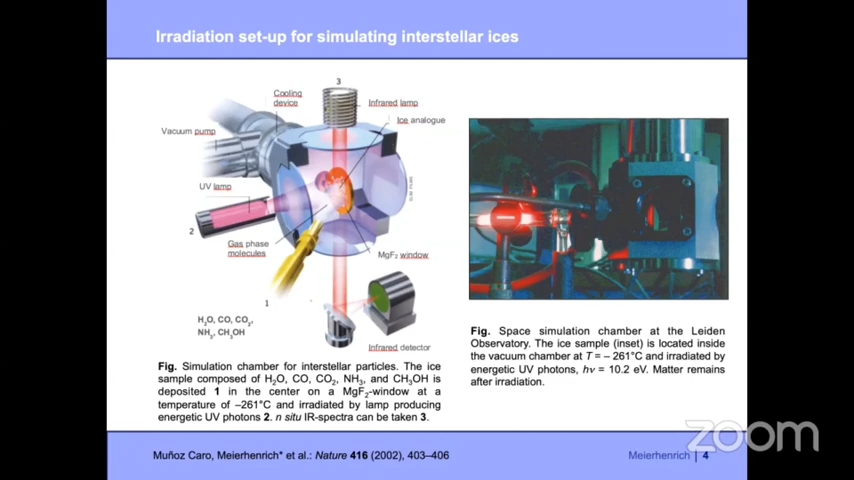 Irradiation set-up for simulating interstellar ices
3
Cooling
device
Infrared lamp
Ice analogue
Vacuum pump
UV lamp
2
Gas phase
molecules
MgF₂ window
1
H₂O, CO, CO₂,
NH₃, CH₃OH
Infrared detector
Fig. Simulation chamber for interstellar particles. The ice
sample composed of H₂O, CO, CO₂, NH₃, and CH₃OH is
deposited 1 in the center on a MgF₂-window at a
temperature of –261°C and irradiated by lamp producing
energetic UV photons 2. n situ IR-spectra can be taken 3.
Fig. Space simulation chamber at the Leiden
Observatory. The ice sample (inset) is located inside
the vacuum chamber at T = – 261°C and irradiated by
energetic UV photons, hν = 10.2 eV. Matter remains
after irradiation.
Muñoz Caro, Meierhenrich* et al.: Nature 416 (2002), 403–406
Meierhenrich | 4
zoom